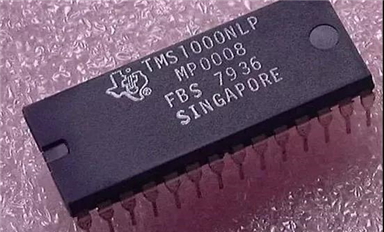 TMS1000NLP
MP0008
FBS 7936
SINGAPORE